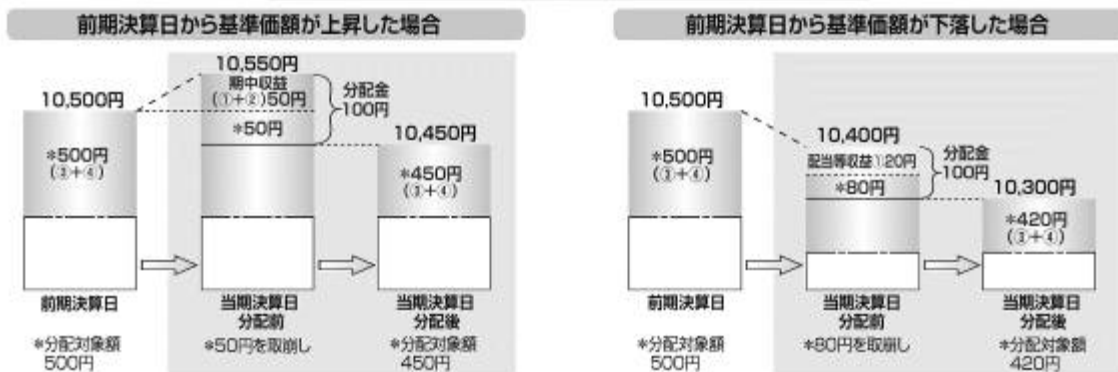 前期決算日から基準価額が上昇した場合
10,500円
*500円
(③+④)
前期決算日
*分配対象額
500円
10,550円
期中収益
(①+②)50円
*50円
分配金
100円
当期決算日
分配前
*50円を取崩し
10,450円
*450円
(③+④)
当期決算日
分配後
*分配対象額
450円
前期決算日から基準価額が下落した場合
10,500円
*500円
(③+④)
前期決算日
*分配対象額
500円
10,400円
配当等収益①20円
*80円
分配金
100円
当期決算日
分配前
*80円を取崩し
10,300円
*420円
(③+④)
当期決算日
分配後
*分配対象額
420円